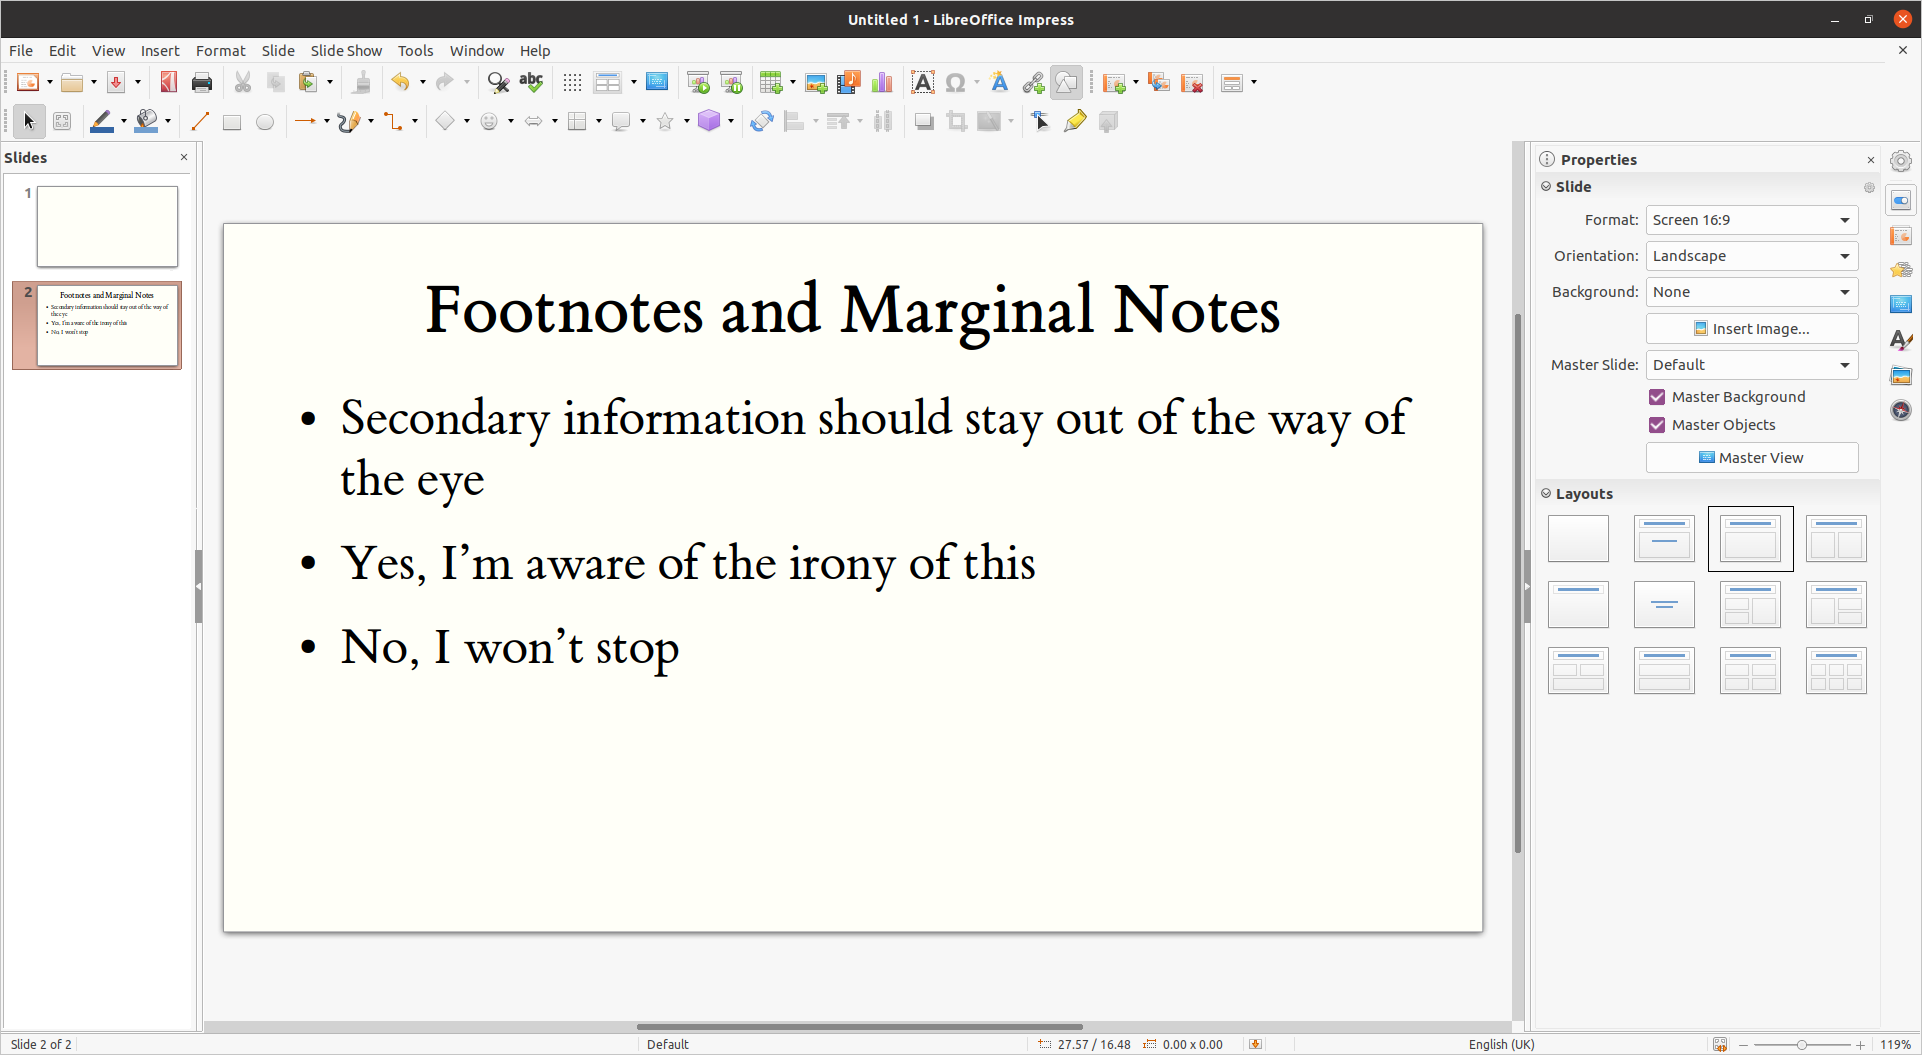 Untitled 1 - LibreOffice Impress
File Edit View Insert Format Slide Slide Show Tools Window Help
abc
Slides
1
2
Footnotes and Marginal Notes
• Secondary information should stay out of the way of
the eye
• Yes, I'm aware of the irony of this
• No, I won't stop
Footnotes and Marginal Notes
• Secondary information should stay out of the way of
the eye
• Yes, I’m aware of the irony of this
• No, I won’t stop
Properties
Slide
Format: Screen 16:9
Orientation: Landscape
Background: None
Insert Image...
Master Slide: Default
Master Background
Master Objects
Master View
Layouts
Slide 2 of 2
Default
27.57 / 16.48
0.00 x 0.00
English (UK)
119%